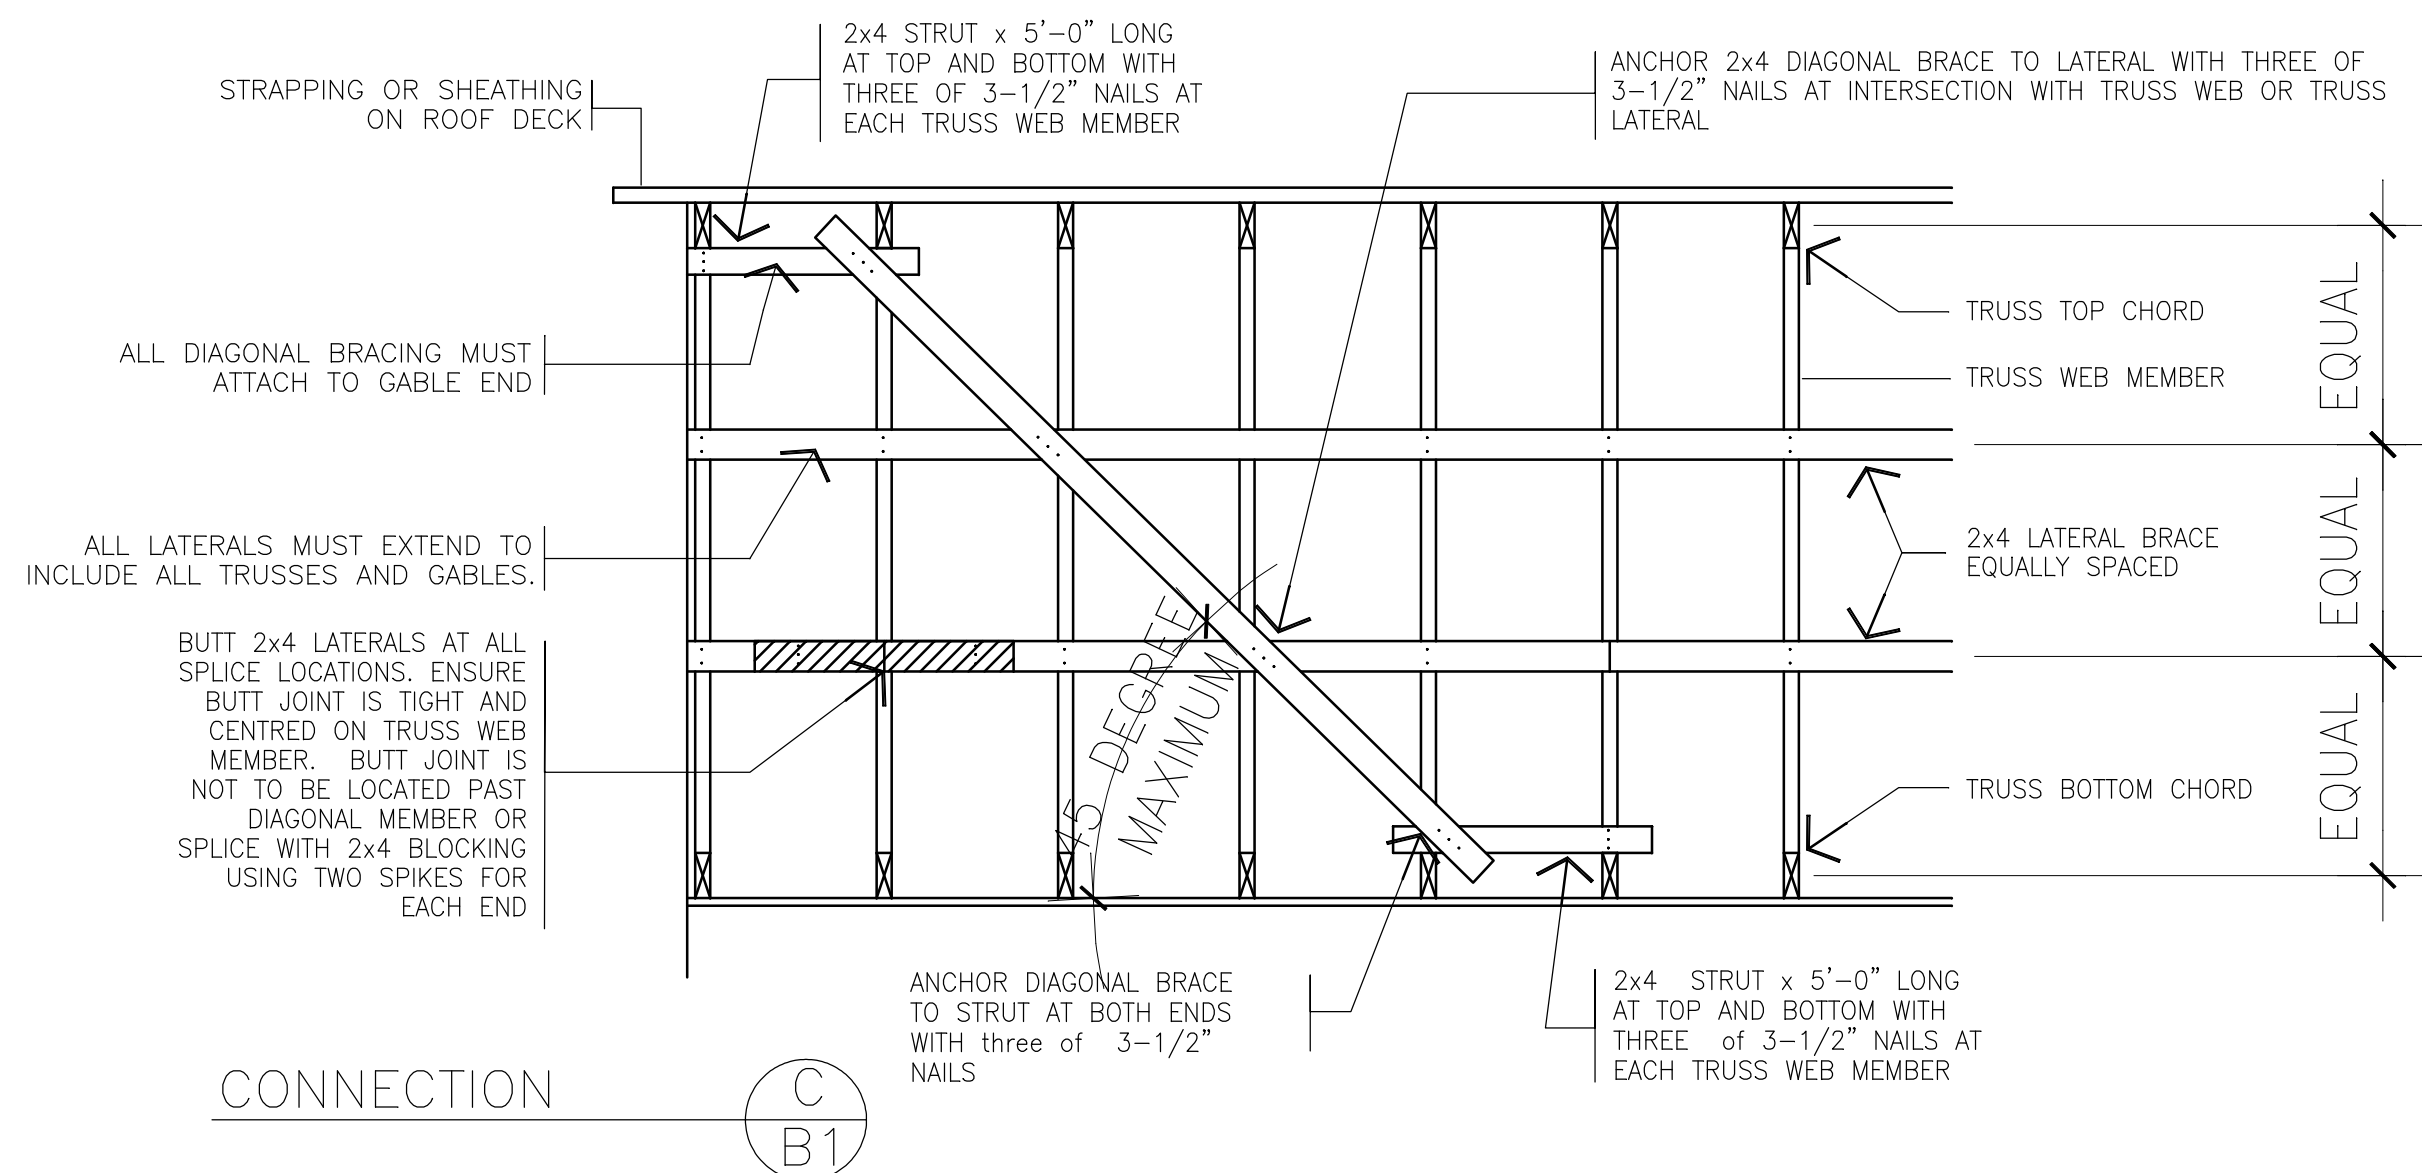 2x4 STRUT x 5'-0" LONG
AT TOP AND BOTTOM WITH
THREE OF 3-1/2" NAILS AT
EACH TRUSS WEB MEMBER
ANCHOR 2x4 DIAGONAL BRACE TO LATERAL WITH THREE OF
3-1/2" NAILS AT INTERSECTION WITH TRUSS WEB OR TRUSS
LATERAL
STRAPPING OR SHEATHING
ON ROOF DECK
ALL DIAGONAL BRACING MUST
ATTACH TO GABLE END
ALL LATERALS MUST EXTEND TO
INCLUDE ALL TRUSSES AND GABLES.
BUTT 2x4 LATERALS AT ALL
SPLICE LOCATIONS. ENSURE
BUTT JOINT IS TIGHT AND
CENTRED ON TRUSS WEB
MEMBER. BUTT JOINT IS
NOT TO BE LOCATED PAST
DIAGONAL MEMBER OR
SPLICE WITH 2x4 BLOCKING
USING TWO SPIKES FOR
EACH END
45 DEGREE
MAXIMUM
TRUSS TOP CHORD
TRUSS WEB MEMBER
2x4 LATERAL BRACE
EQUALLY SPACED
TRUSS BOTTOM CHORD
EQUAL
EQUAL
EQUAL
ANCHOR DIAGONAL BRACE
TO STRUT AT BOTH ENDS
WITH three of 3-1/2"
NAILS
2x4 STRUT x 5'-0" LONG
AT TOP AND BOTTOM WITH
THREE of 3-1/2" NAILS AT
EACH TRUSS WEB MEMBER
CONNECTION
C
B1